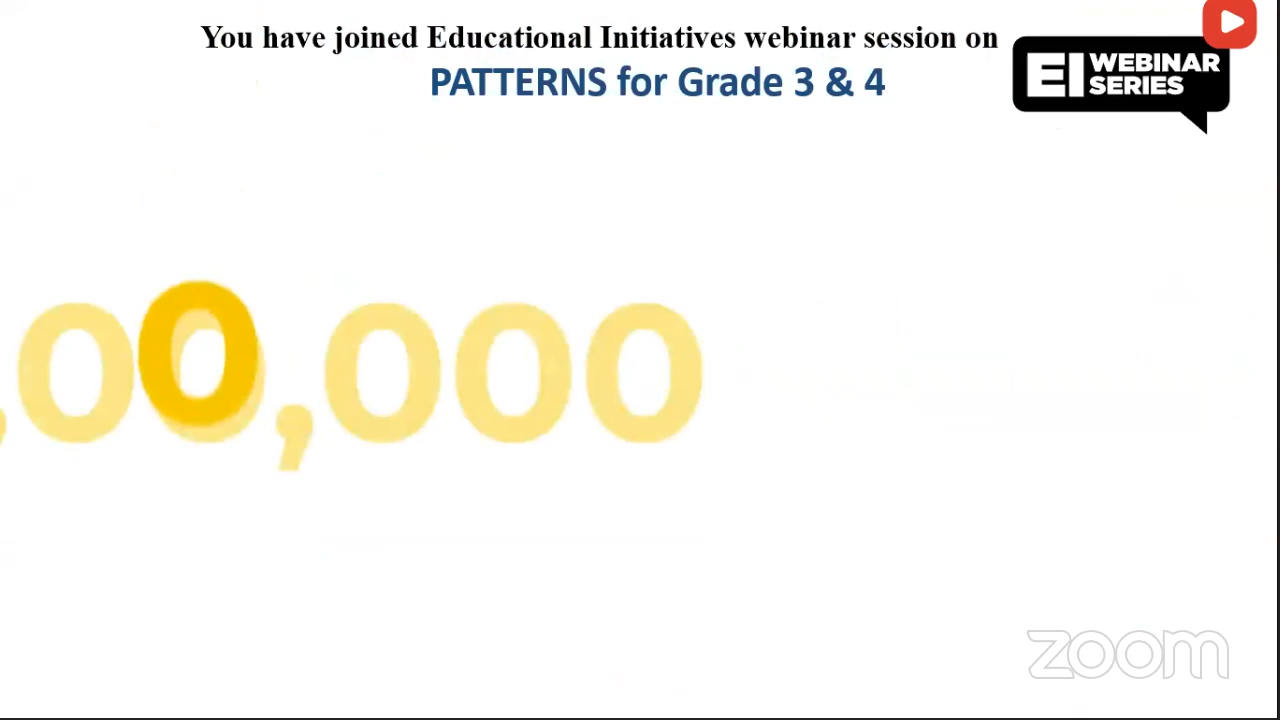 You have joined Educational Initiatives webinar session on
PATTERNS for Grade 3 & 4
EI WEBINAR
SERIES
,00,000
zoom